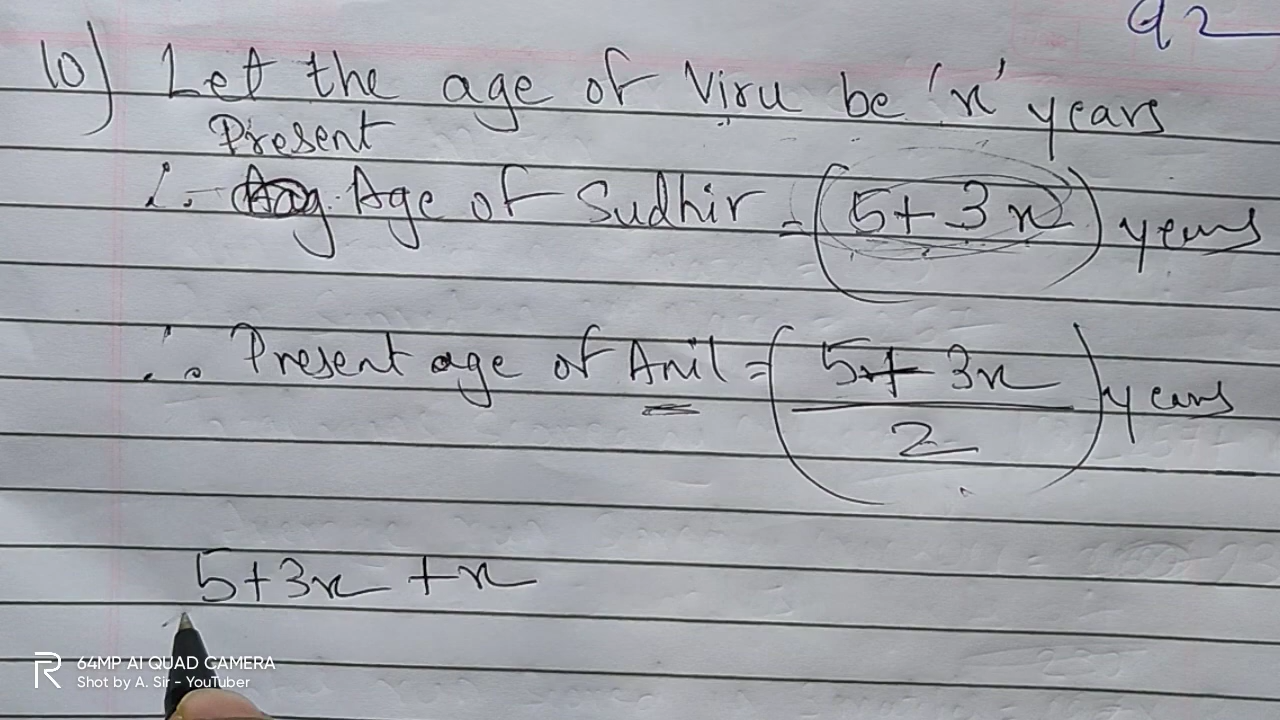 92
10) Let the age of Viru be 'x' years
Present
∴ Age of Sudhir = (5+3x) years
∴ Present age of Anil = (5+3x / 2) years
5+3x+x
64MP AI QUAD CAMERA
Shot by A. Sir - YouTuber